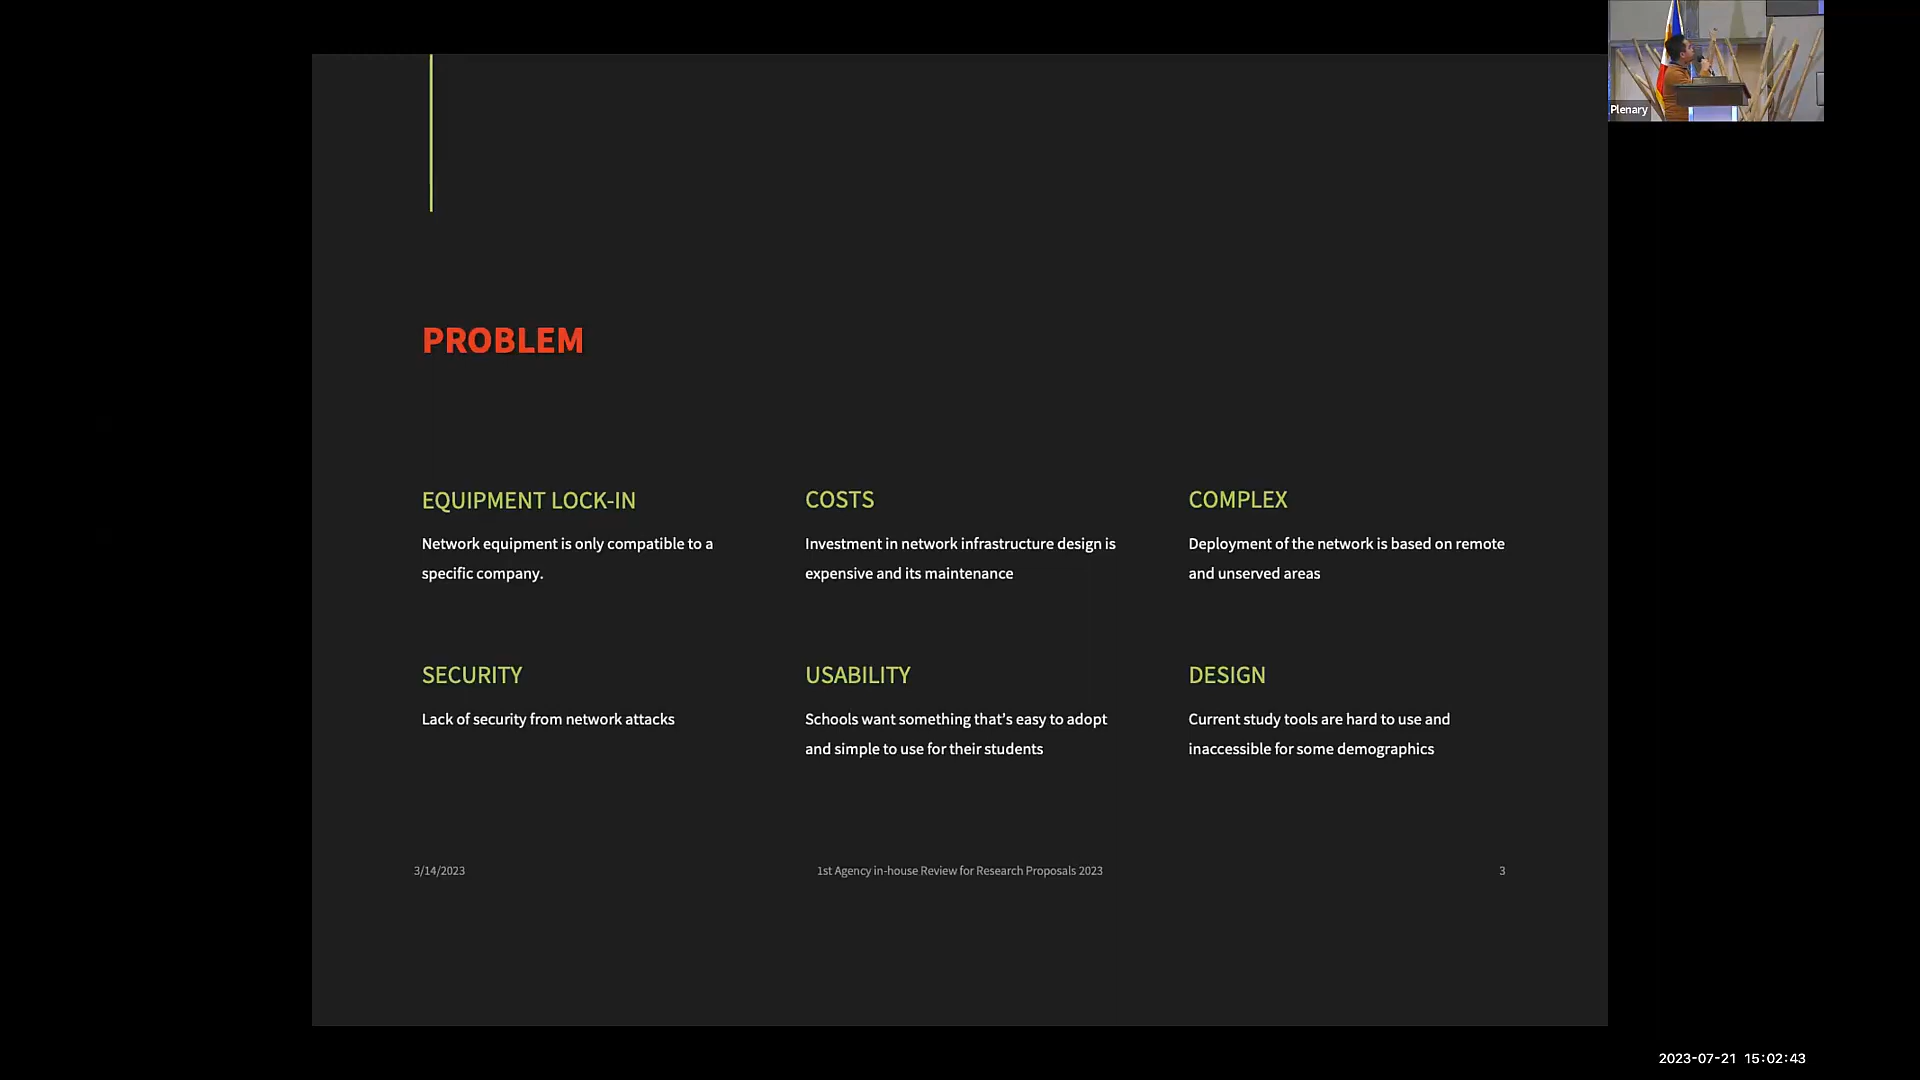 Plenary
PROBLEM
EQUIPMENT LOCK-IN
Network equipment is only compatible to a
specific company.
COSTS
Investment in network infrastructure design is
expensive and its maintenance
COMPLEX
Deployment of the network is based on remote
and unserved areas
SECURITY
Lack of security from network attacks
USABILITY
Schools want something that’s easy to adopt
and simple to use for their students
DESIGN
Current study tools are hard to use and
inaccessible for some demographics
3/14/2023
1st Agency in-house Review for Research Proposals 2023
3
2023-07-21 15:02:43